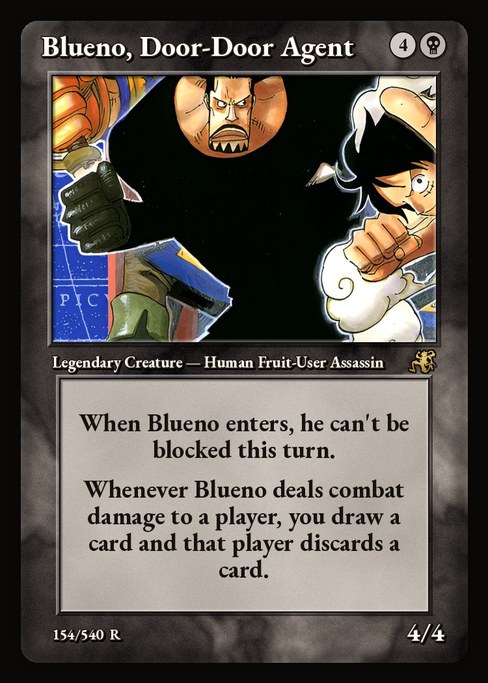 Blueno, Door-Door Agent 4
PICY
Legendary Creature — Human Fruit-User Assassin
When Blueno enters, he can't be
blocked this turn.
Whenever Blueno deals combat
damage to a player, you draw a
card and that player discards a
card.
154/540 R 4/4